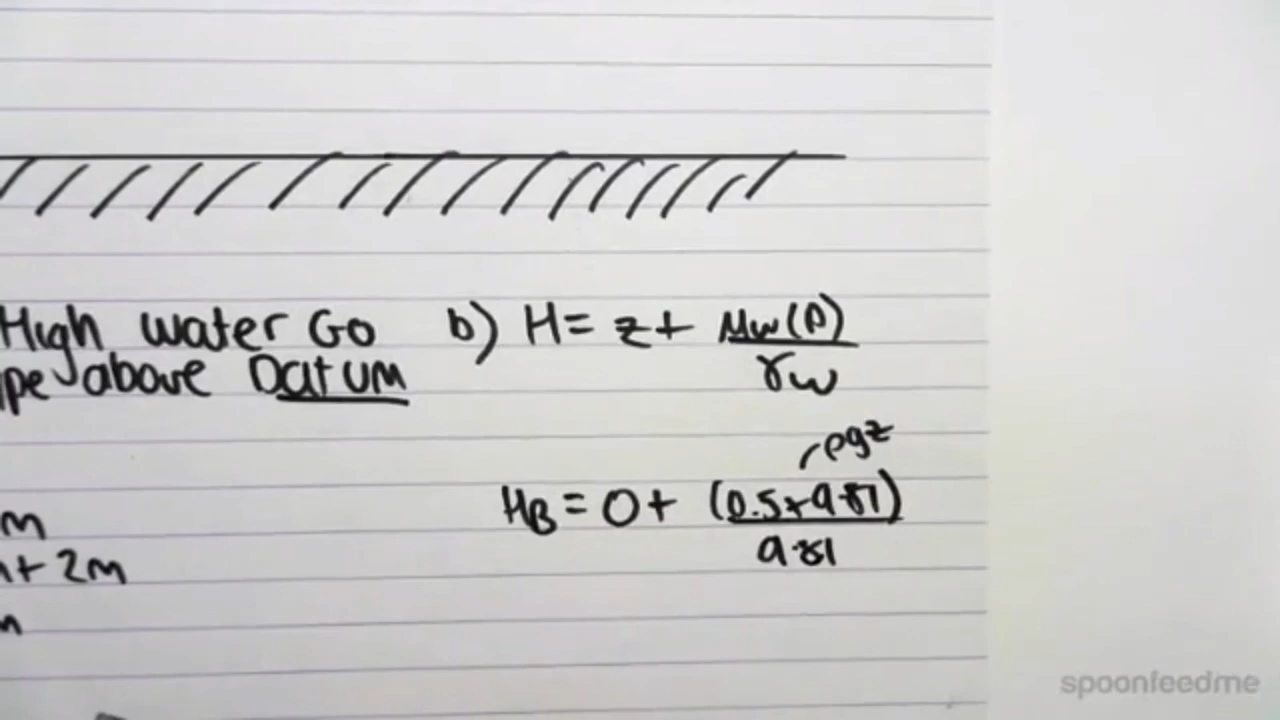 High water Go
pe above Datum
m
+ 2m
m
b) H = z + uw(A)
γw
ρgz
HB = 0 + (0.5×9.81)
9.81
spoonfeedme